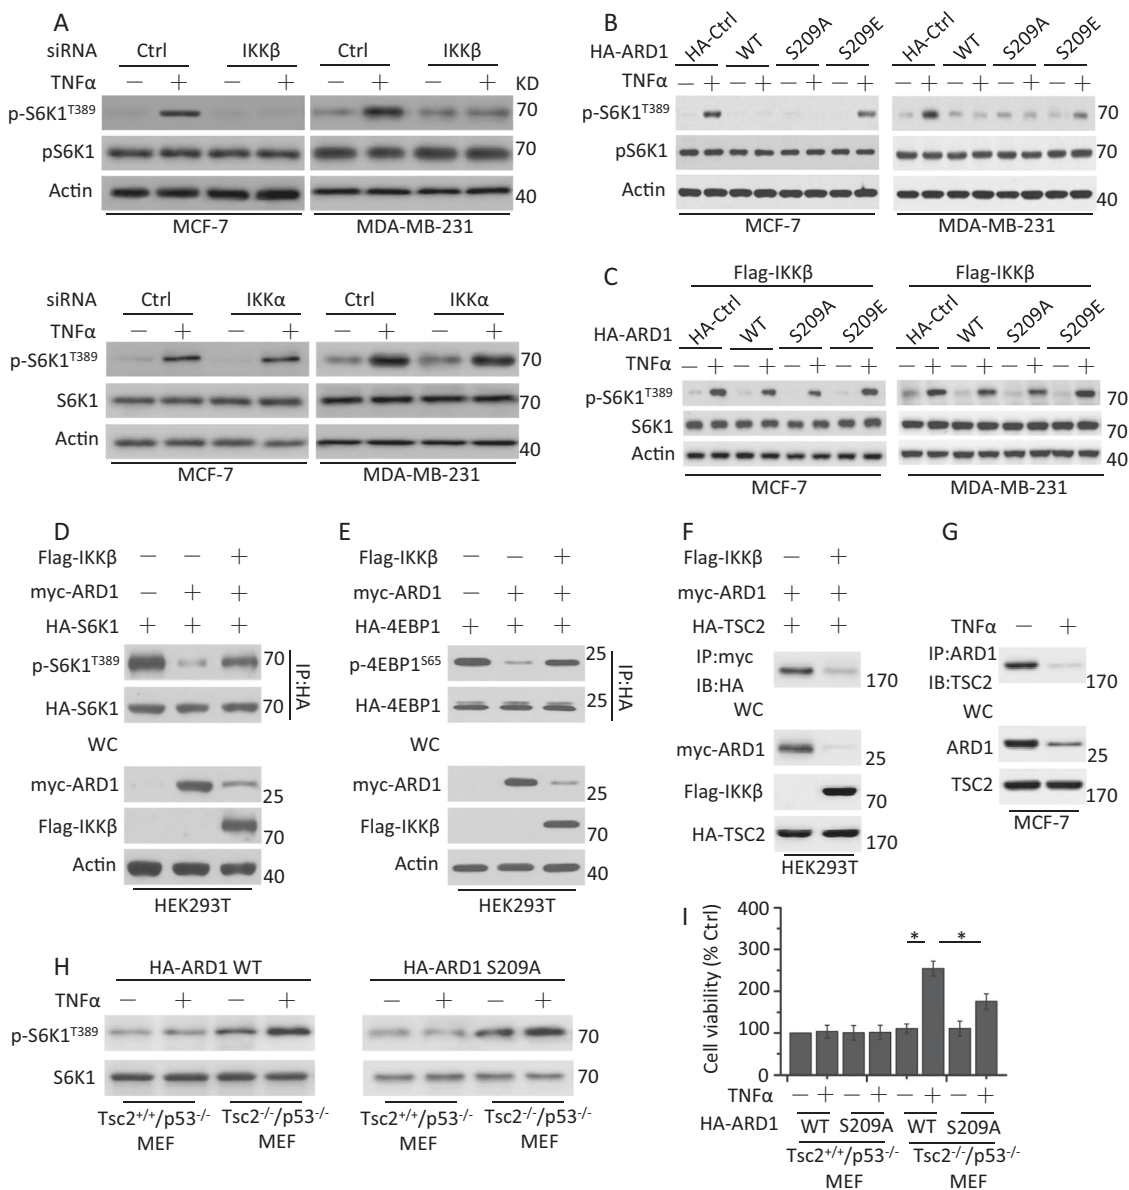 A
siRNA Ctrl IKKβ Ctrl IKKβ
TNFα — + — + — + — + KD
p-S6K1T389 70
pS6K1 70
Actin 40
MCF-7 MDA-MB-231
siRNA Ctrl IKKα Ctrl IKKα
TNFα — + — + — + — +
p-S6K1T389 70
S6K1 70
Actin 40
MCF-7 MDA-MB-231
B
HA-ARD1 HA-Ctrl WT S209A S209E HA-Ctrl WT S209A S209E
TNFα — + — + — + — + — + — + — + — +
p-S6K1T389 70
pS6K1 70
Actin 40
MCF-7 MDA-MB-231
C
Flag-IKKβ Flag-IKKβ
HA-ARD1 HA-Ctrl WT S209A S209E HA-Ctrl WT S209A S209E
TNFα — + — + — + — + — + — + — + — +
p-S6K1T389 70
S6K1 70
Actin 40
MCF-7 MDA-MB-231
D
Flag-IKKβ — — +
myc-ARD1 — + +
HA-S6K1 + + +
p-S6K1T389 70
HA-S6K1 70
IP:HA
WC
myc-ARD1 25
Flag-IKKβ 70
Actin 40
HEK293T
E
Flag-IKKβ — — +
myc-ARD1 — + +
HA-4EBP1 + + +
p-4EBP1S65 25
HA-4EBP1 25
IP:HA
WC
myc-ARD1 25
Flag-IKKβ 70
Actin 40
HEK293T
F
Flag-IKKβ — +
myc-ARD1 + +
HA-TSC2 + +
IP:myc
IB:HA 170
WC
myc-ARD1 25
Flag-IKKβ 70
HA-TSC2 170
HEK293T
G
TNFα — +
IP:ARD1
IB:TSC2 170
WC
ARD1 25
TSC2 170
MCF-7
H
HA-ARD1 WT HA-ARD1 S209A
TNFα — + — + — + — +
p-S6K1T389 70
S6K1 70
Tsc2+/+/p53-/- Tsc2-/-/p53-/- Tsc2+/+/p53-/- Tsc2-/-/p53-/-
MEF MEF MEF MEF
I
Cell viability (% Ctrl)
400
300
200
100
0
* *
TNFα — + — + — + — +
HA-ARD1 WT S209A WT S209A
Tsc2+/+/p53-/- Tsc2-/-/p53-/-
MEF MEF